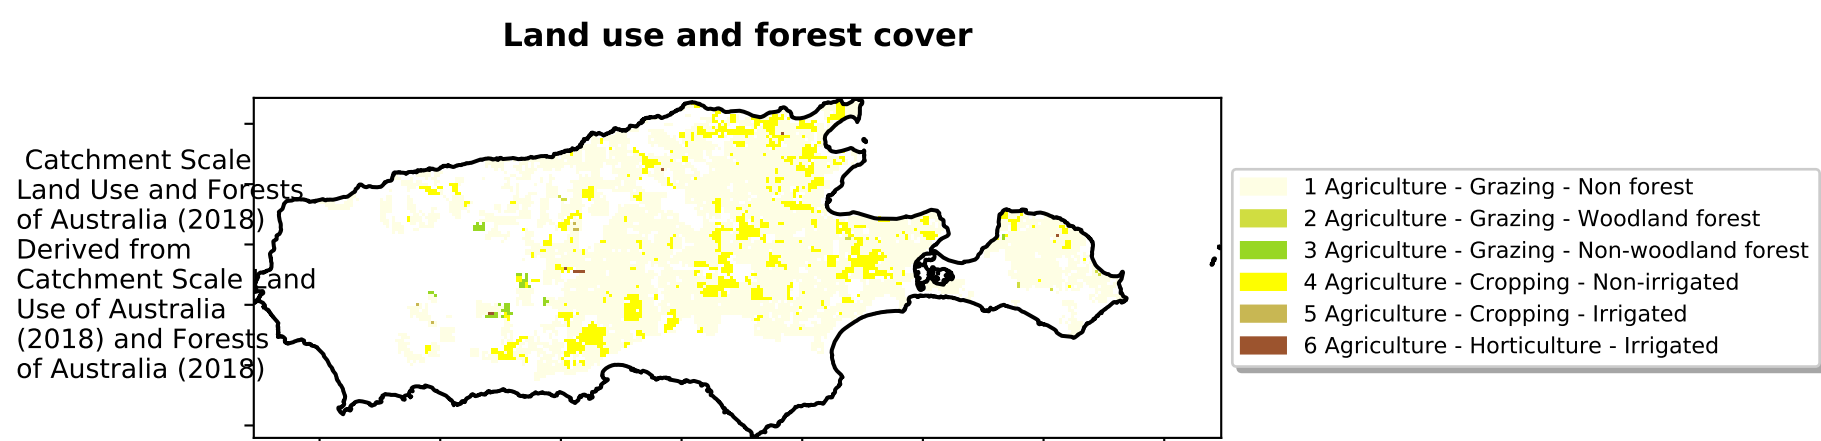 Land use and forest cover
Catchment Scale
Land Use and Forests
of Australia (2018)
Derived from
Catchment Scale Land
Use of Australia
(2018) and Forests
of Australia (2018)
1 Agriculture - Grazing - Non forest
2 Agriculture - Grazing - Woodland forest
3 Agriculture - Grazing - Non-woodland forest
4 Agriculture - Cropping - Non-irrigated
5 Agriculture - Cropping - Irrigated
6 Agriculture - Horticulture - Irrigated